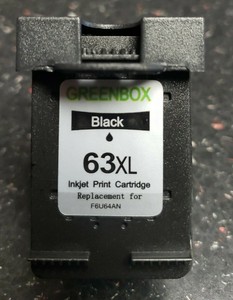 GREENBOX
Black
63XL
Inkjet Print Cartridge
Replacement for
F6U64AN